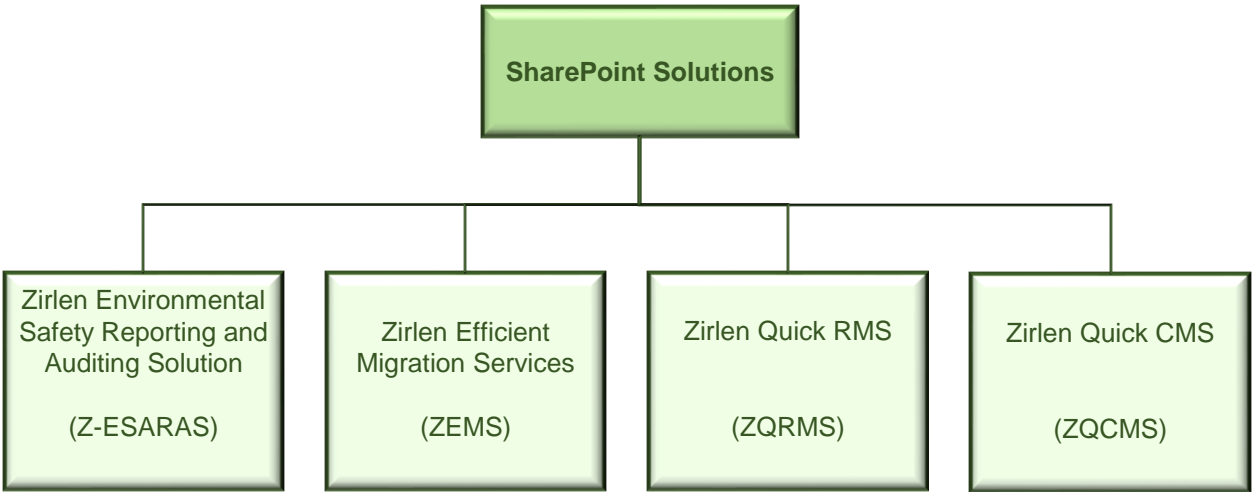 SharePoint Solutions
Zirlen Environmental
Safety Reporting and
Auditing Solution
(Z-ESARAS)
Zirlen Efficient
Migration Services
(ZEMS)
Zirlen Quick RMS
(ZQRMS)
Zirlen Quick CMS
(ZQCMS)